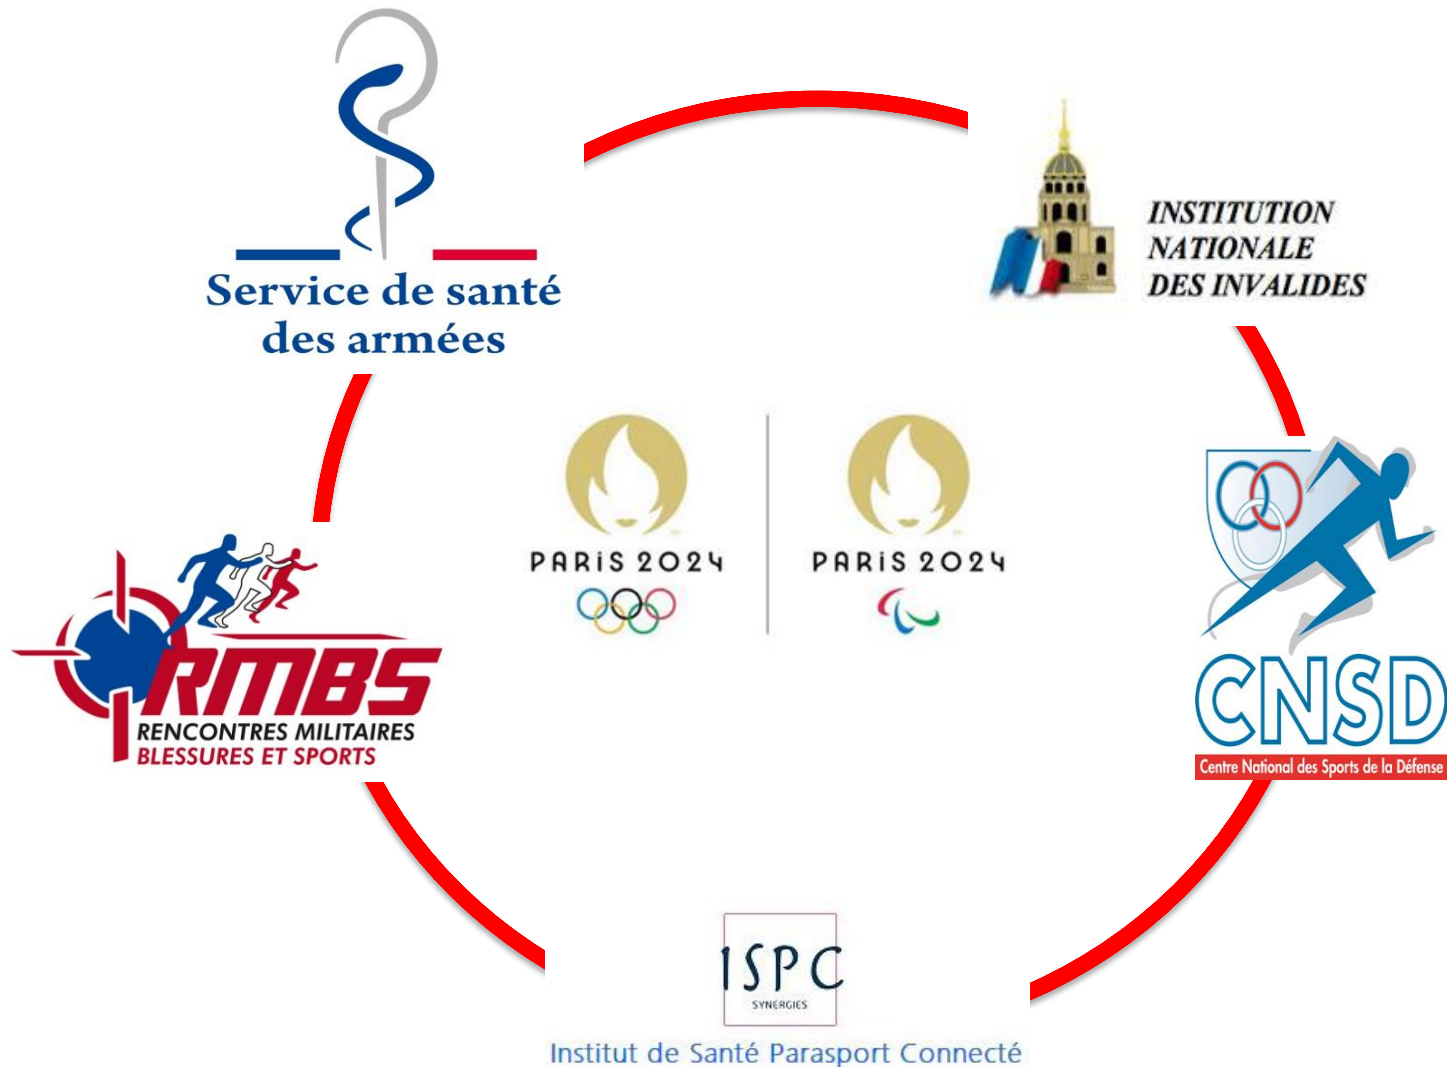 Service de santé
des armées
INSTITUTION
NATIONALE
DES INVALIDES
PARiS 2024
PARiS 2024
RMBS
RENCONTRES MILITAIRES
BLESSURES ET SPORTS
CNSD
Centre National des Sports de la Défense
ISPC
SYNERGIES
Institut de Santé Parasport Connecté